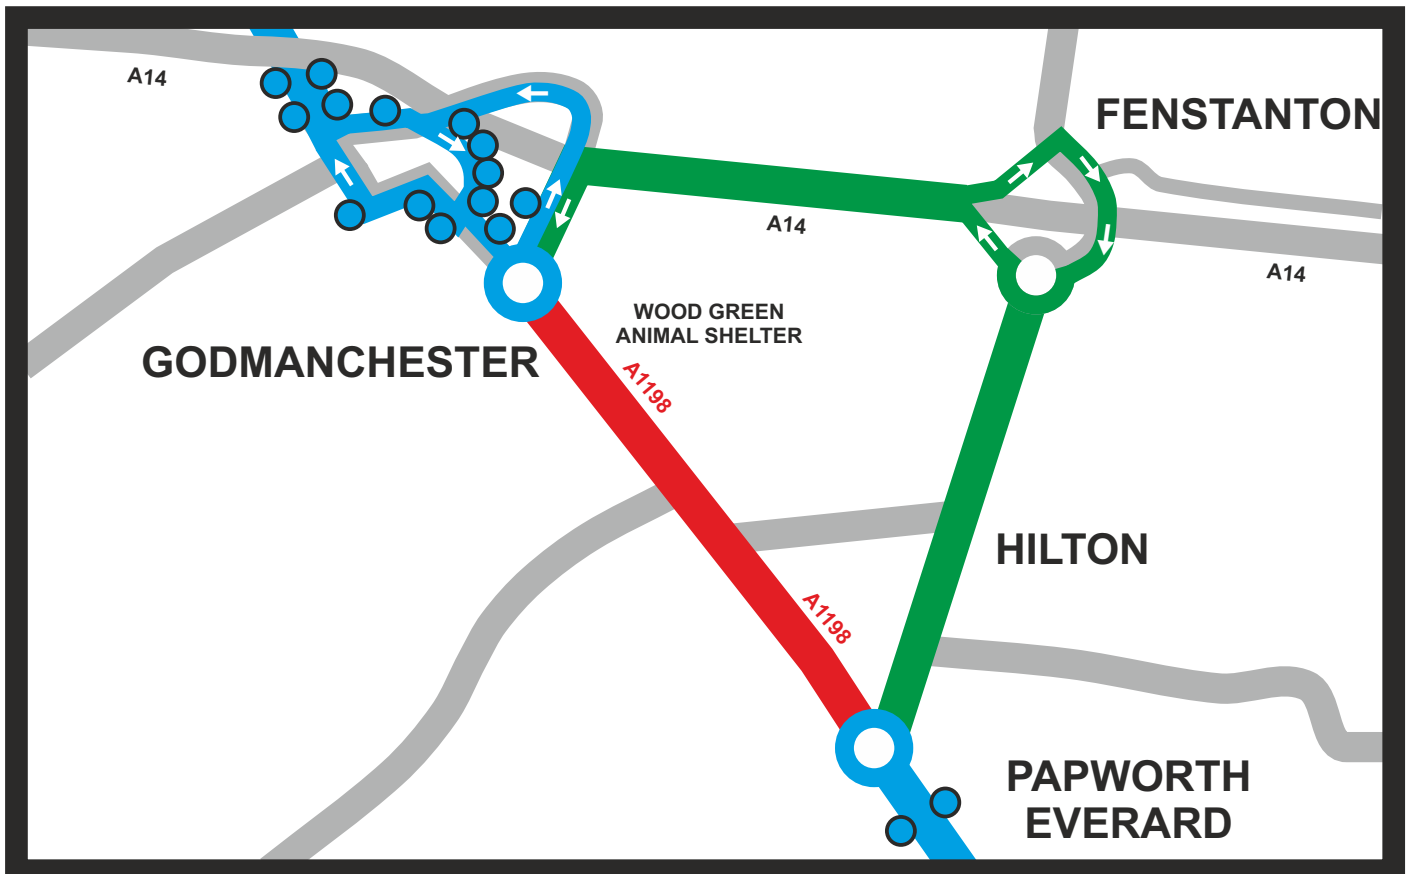 A14
FENSTANTON
A14
A14
WOOD GREEN
ANIMAL SHELTER
GODMANCHESTER
A1198
HILTON
A1198
PAPWORTH
EVERARD